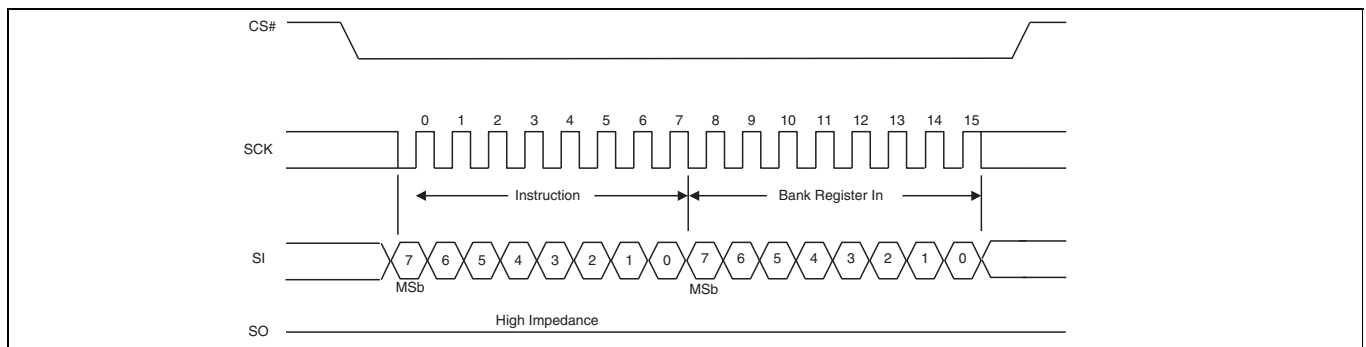 CS#
0 1 2 3 4 5 6 7 8 9 10 11 12 13 14 15
SCK
Instruction Bank Register In
SI 7 6 5 4 3 2 1 0 7 6 5 4 3 2 1 0
MSb MSb
High Impedance
SO